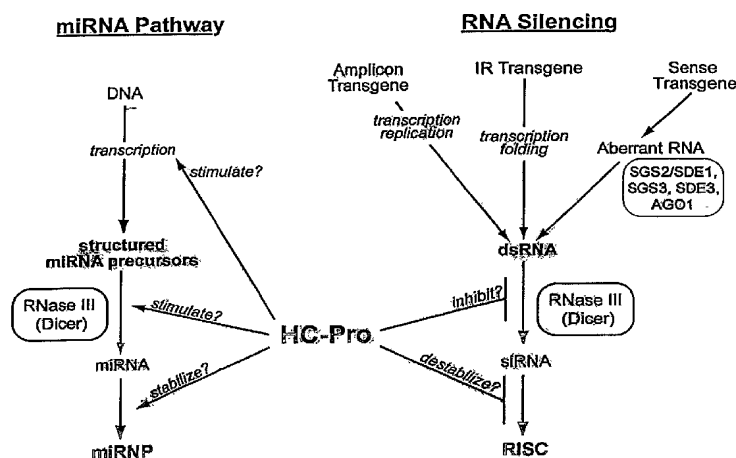 miRNA Pathway
DNA
transcription
stimulate?
structured
miRNA precursors
RNase III
(Dicer)
stimulate?
miRNA
stabilize?
miRNP
HC-Pro
RNA Silencing
Amplicon
Transgene
IR Transgene
Sense
Transgene
transcription
replication
transcription
folding
Aberrant RNA
SGS2/SDE1,
SGS3, SDE3,
AGO1
dsRNA
inhibit?
RNase III
(Dicer)
siRNA
destabilize?
RISC